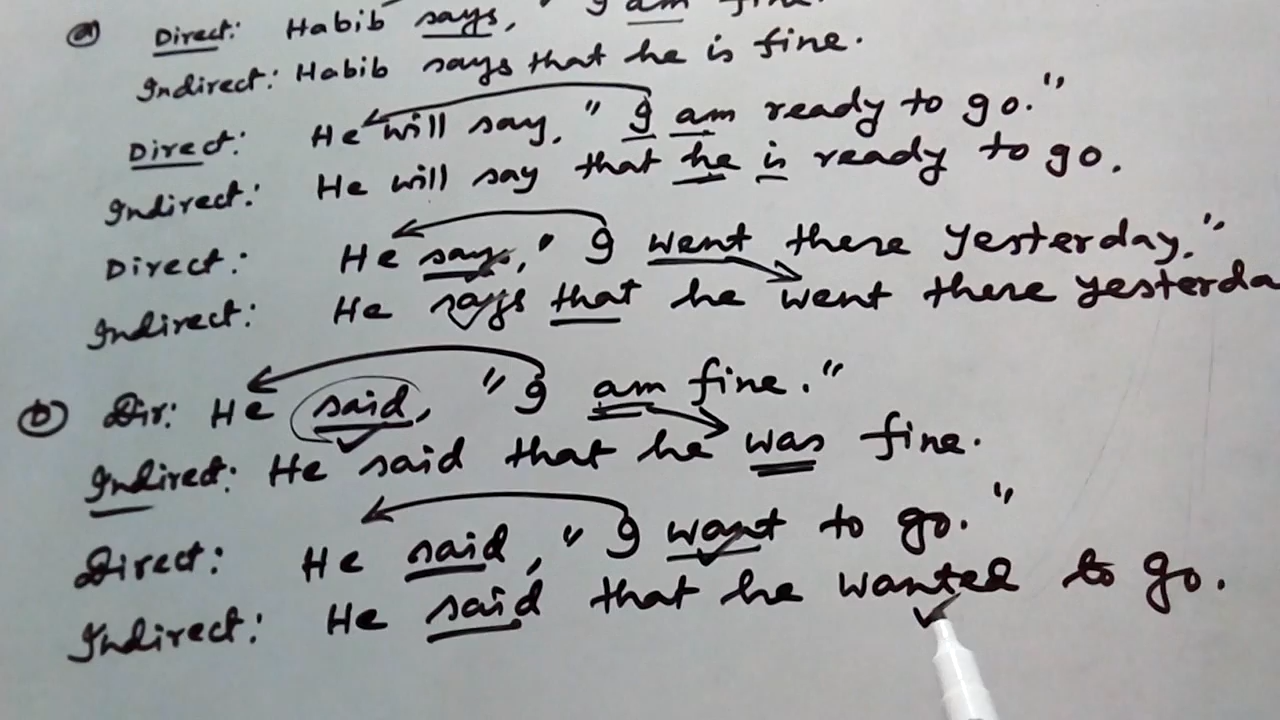 a Direct: Habib says, " I am fine.
Indirect: Habib says that he is fine.
Direct: He will say, " I am ready to go."
Indirect: He will say that he is ready to go.
Direct: He says, " I went there yesterday."
Indirect: He says that he went there yesterda
b Dir: He said, " I am fine."
Indirect: He said that he was fine.
Direct: He said, " I want to go."
Indirect: He said that he wanted to go.